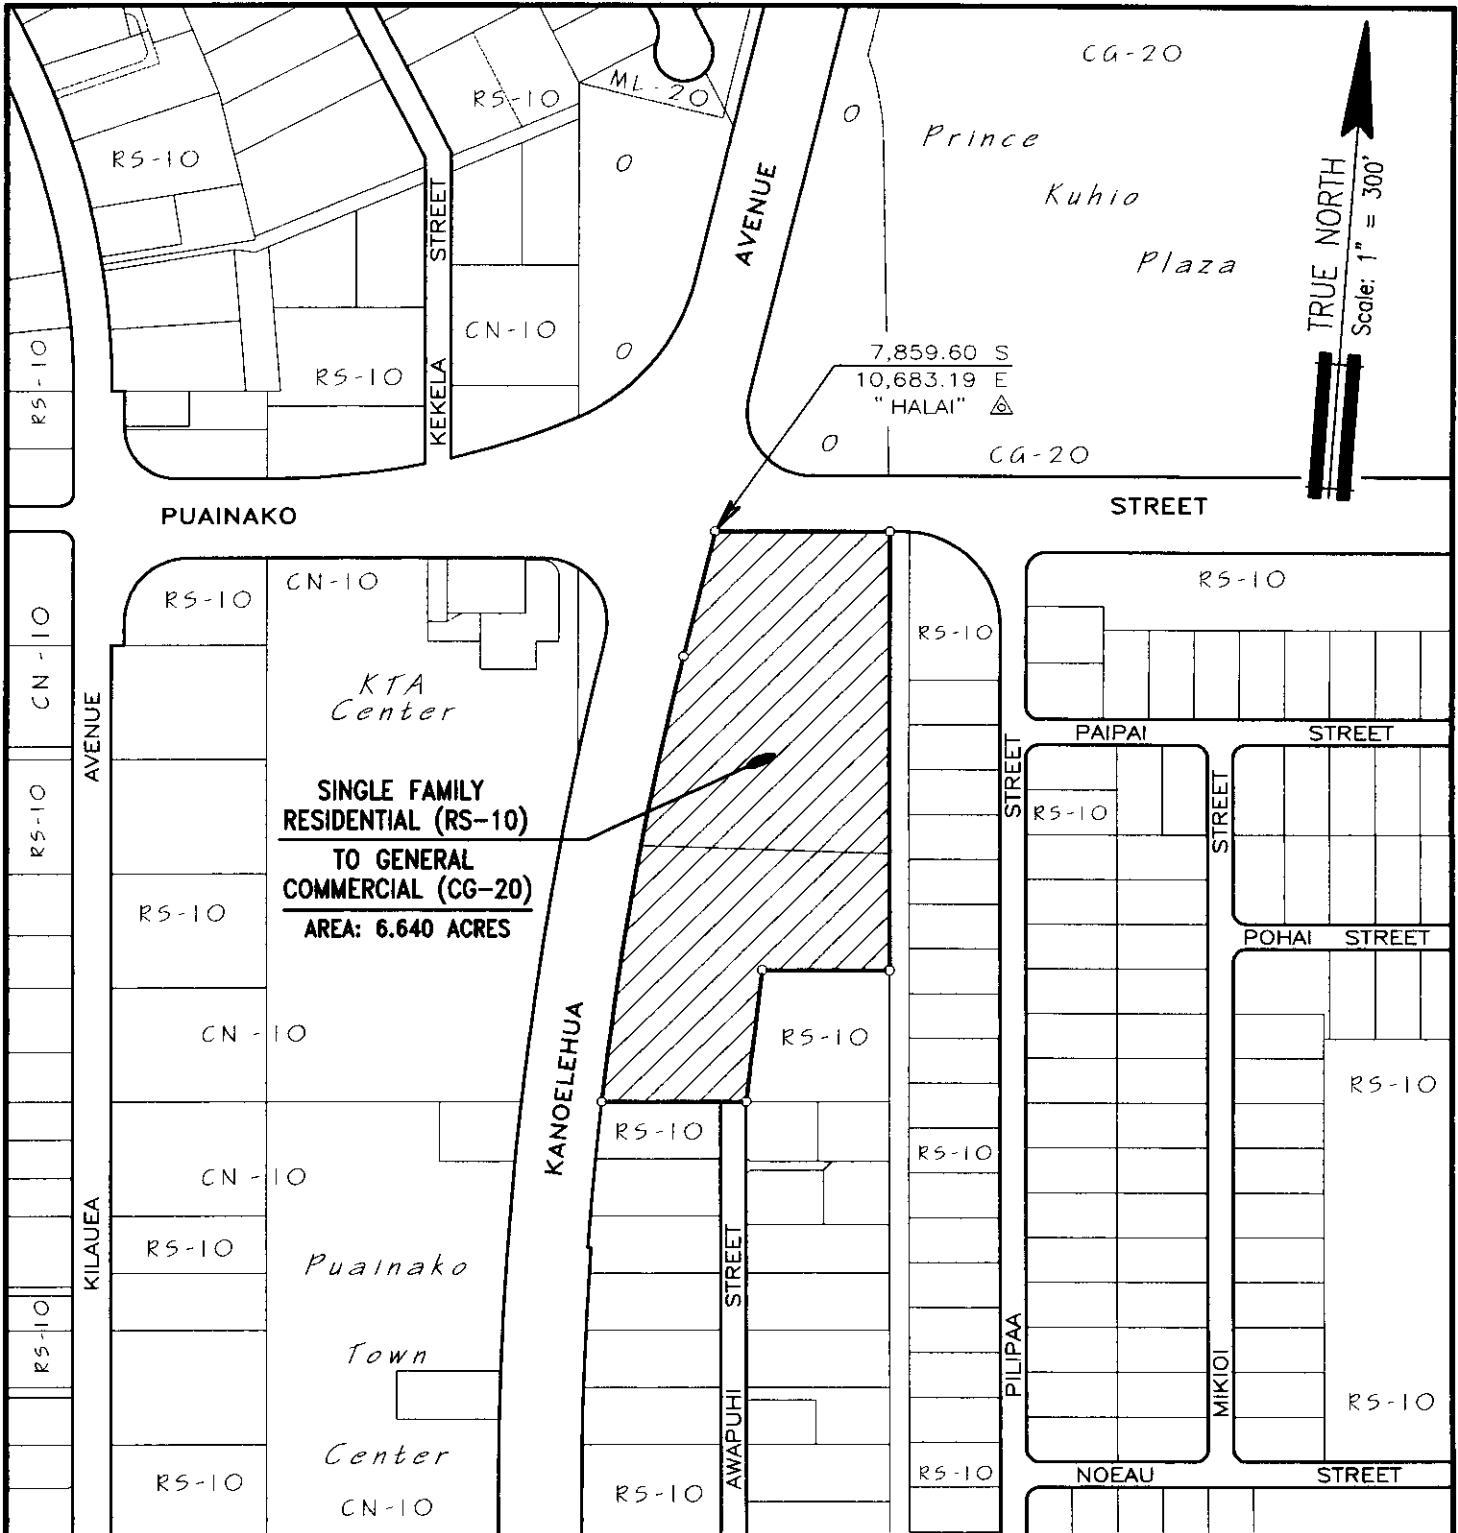 CG-20
RS-10
ML-20
O
Prince
RS-10
O
AVENUE
Kuhio
STREET
Plaza
TRUE NORTH
Scale: 1" = 300'
CN-10
RS-10
RS-10
O
KEKELA
7,859.60 S
10,683.19 E
"HALAI"
O
CG-20
PUAINAKO
STREET
RS-10
CN-10
RS-10
CN-10
RS-10
KTA
Center
AVENUE
STREET
PAIPAI
STREET
SINGLE FAMILY
RESIDENTIAL (RS-10)
TO GENERAL
COMMERCIAL (CG-20)
AREA: 6.640 ACRES
RS-10
RS-10
STREET
RS-10
POHAI STREET
CN-10
KANOELEHUA
RS-10
RS-10
RS-10
RS-10
CN-10
KILAUEA
RS-10
Puainako
STREET
RS-10
Town
PILIPAA
MIKIOI
AWAPUHI
RS-10
Center
RS-10
CN-10
RS-10
RS-10
NOEAU
STREET